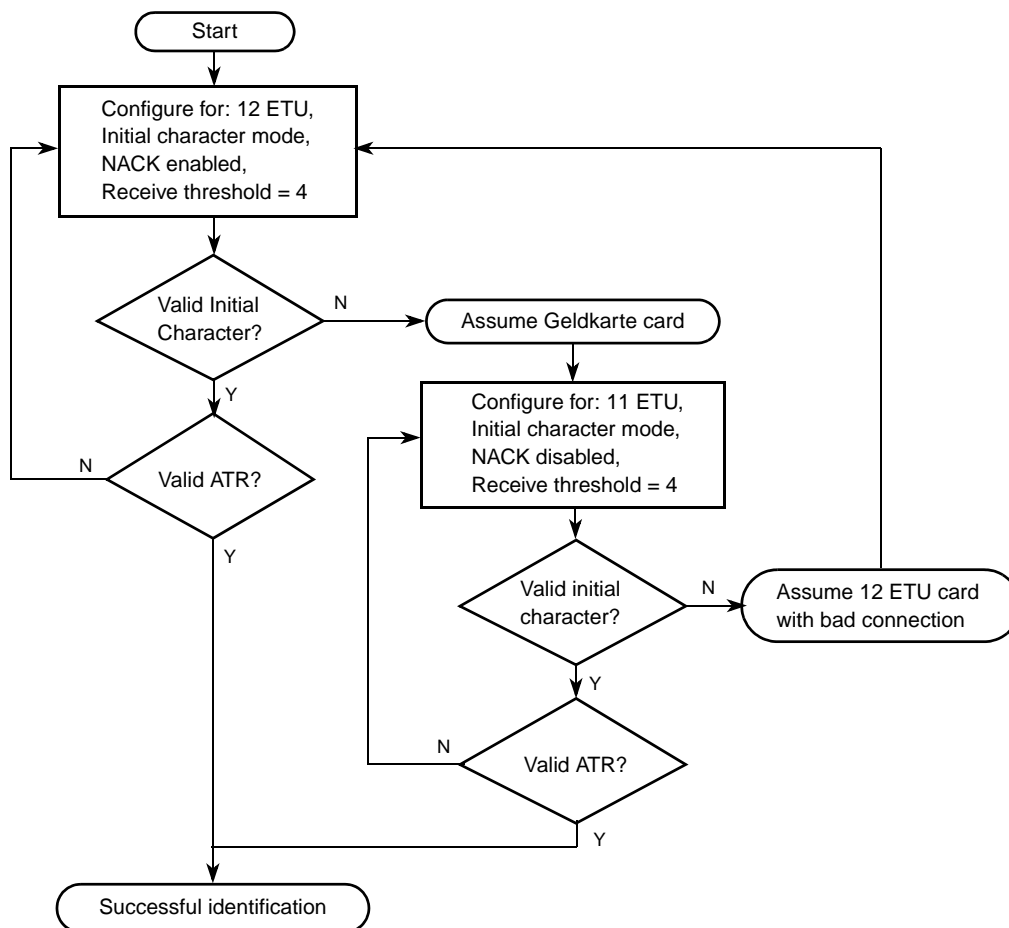 Start
Configure for: 12 ETU,
Initial character mode,
NACK enabled,
Receive threshold = 4
Valid Initial
Character?
N
Y
Assume Geldkarte card
Configure for: 11 ETU,
Initial character mode,
NACK disabled,
Receive threshold = 4
Valid ATR?
N
Y
Valid initial
character?
N
Y
Assume 12 ETU card
with bad connection
Valid ATR?
N
Y
Successful identification